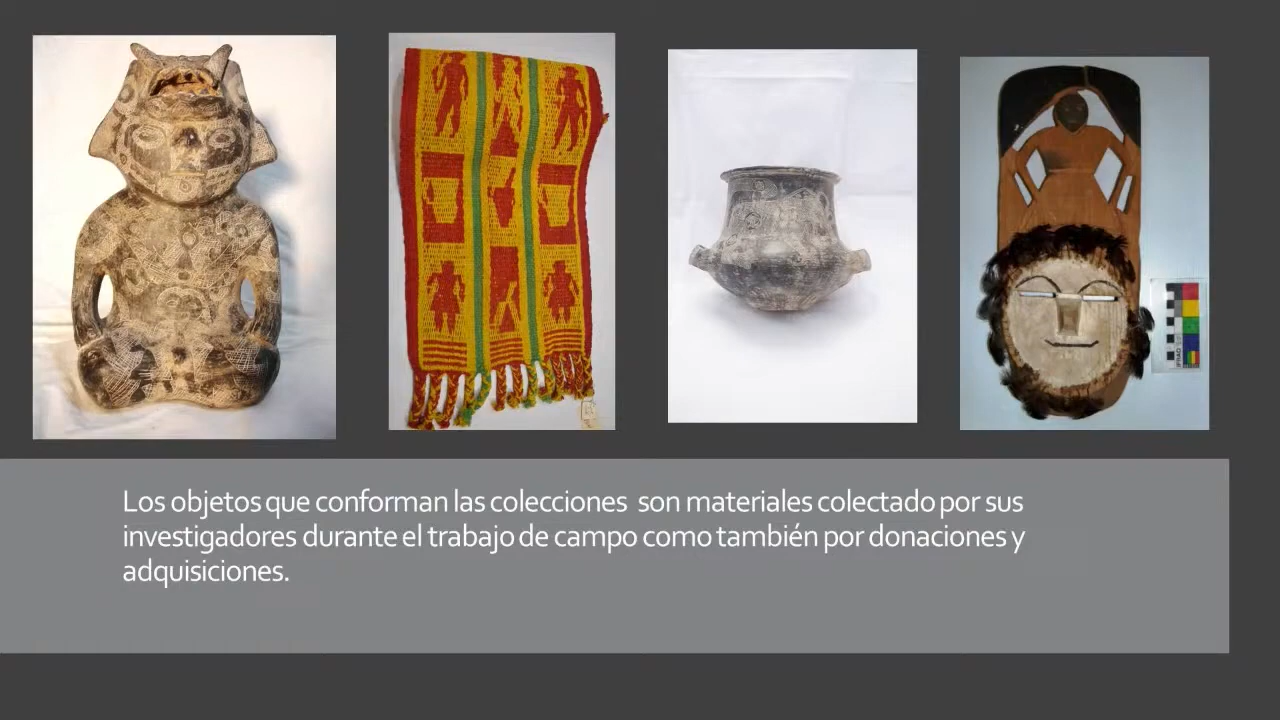 Los objetos que conforman las colecciones son materiales colectado por sus
investigadores durante el trabajo de campo como también por donaciones y
adquisiciones.